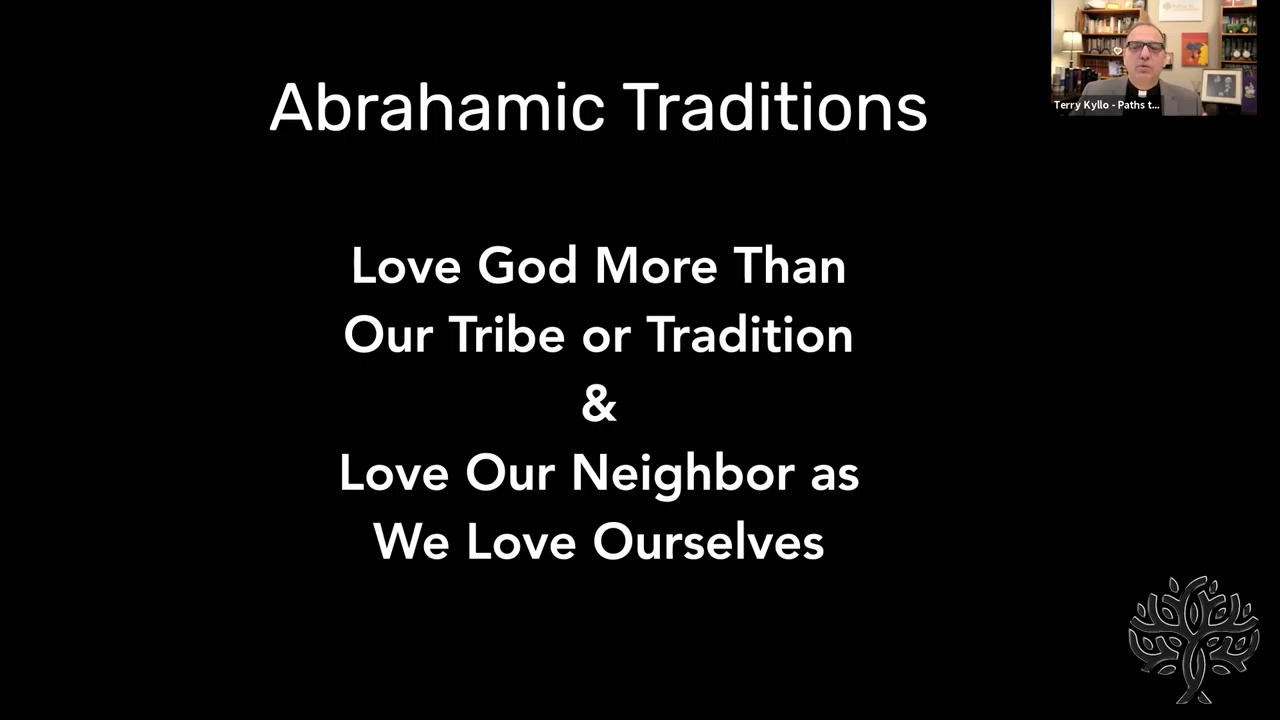 Abrahamic Traditions
Terry Kyllo - Paths t...
Love God More Than
Our Tribe or Tradition
&
Love Our Neighbor as
We Love Ourselves